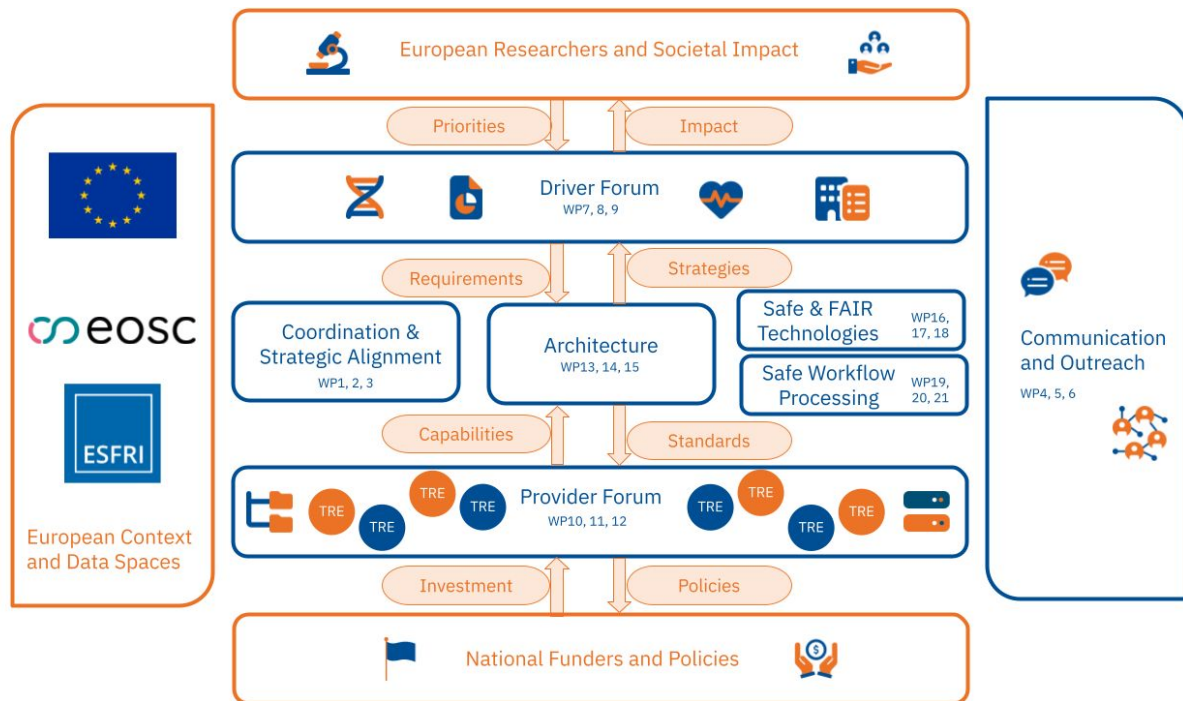 European Researchers and Societal Impact
Priorities
Impact
Driver Forum
WP7, 8, 9
Requirements
Strategies
Coordination &
Strategic Alignment
WP1, 2, 3
Architecture
WP13, 14, 15
Safe & FAIR
Technologies
WP16,
17, 18
Safe Workflow
Processing
WP19,
20, 21
Capabilities
Standards
Provider Forum
WP10, 11, 12
TRE
TRE
TRE
TRE
TRE
TRE
TRE
TRE
Investment
Policies
National Funders and Policies
eosc
ESFRI
European Context
and Data Spaces
Communication
and Outreach
WP4, 5, 6
$